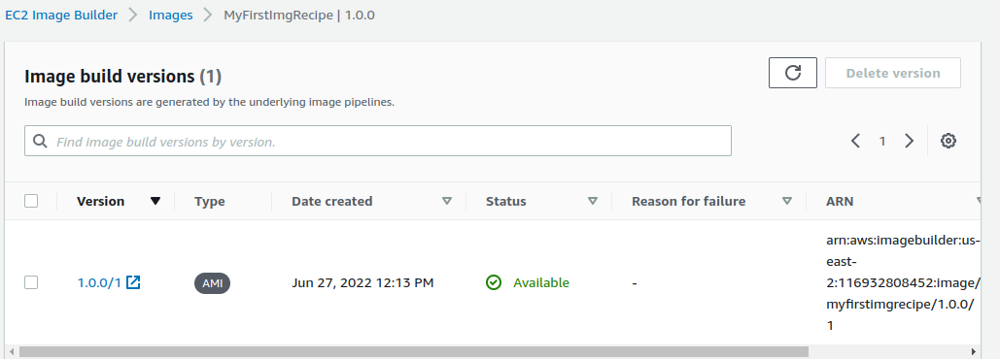 EC2 Image Builder > Images > MyFirstImgRecipe | 1.0.0
Image build versions (1)
Delete version
Image build versions are generated by the underlying image pipelines.
Find image build versions by version.
1
Version Type Date created Status Reason for failure ARN
1.0.0/1 AMI Jun 27, 2022 12:13 PM Available -
arn:aws:imagebuilder:us-
east-
2:116932808452:image/
myfirstimgrecipe/1.0.0/
1